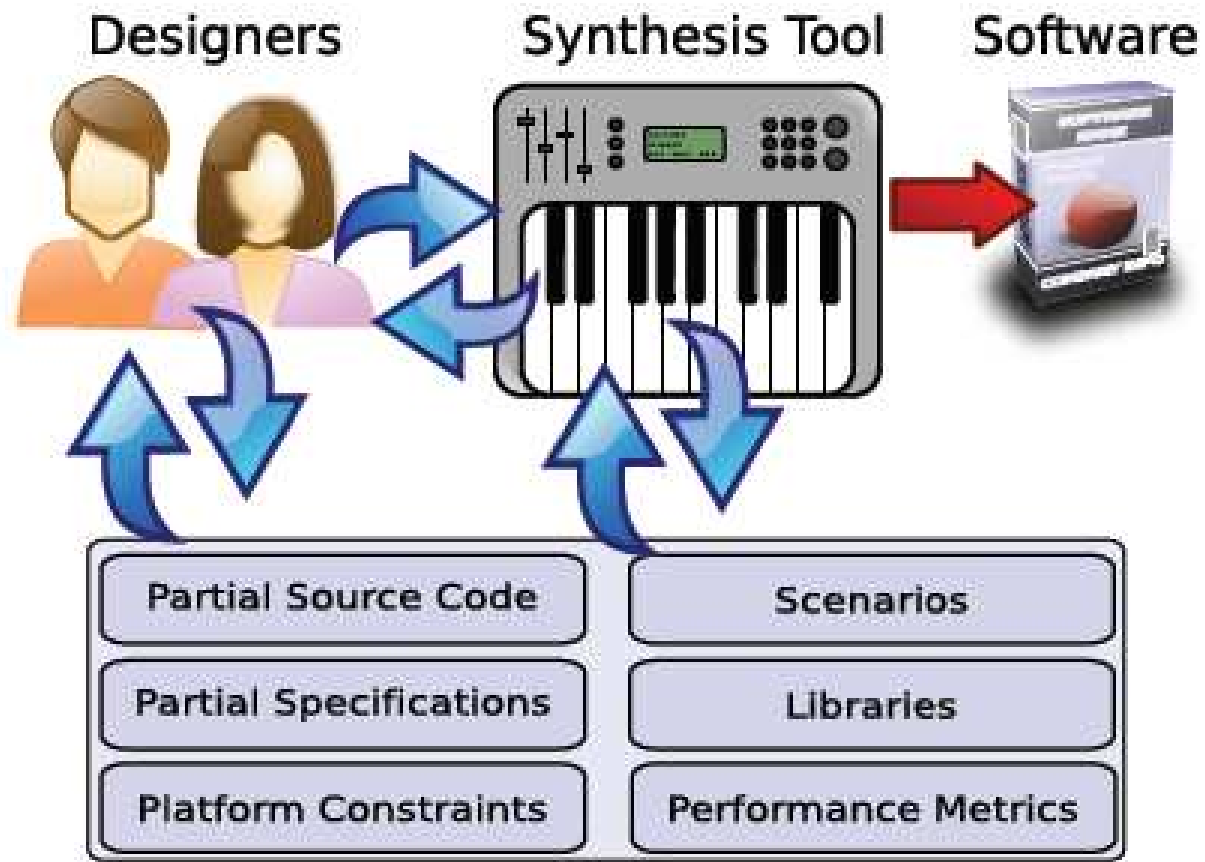 Designers
Synthesis Tool
Software
Partial Source Code
Scenarios
Partial Specifications
Libraries
Platform Constraints
Performance Metrics